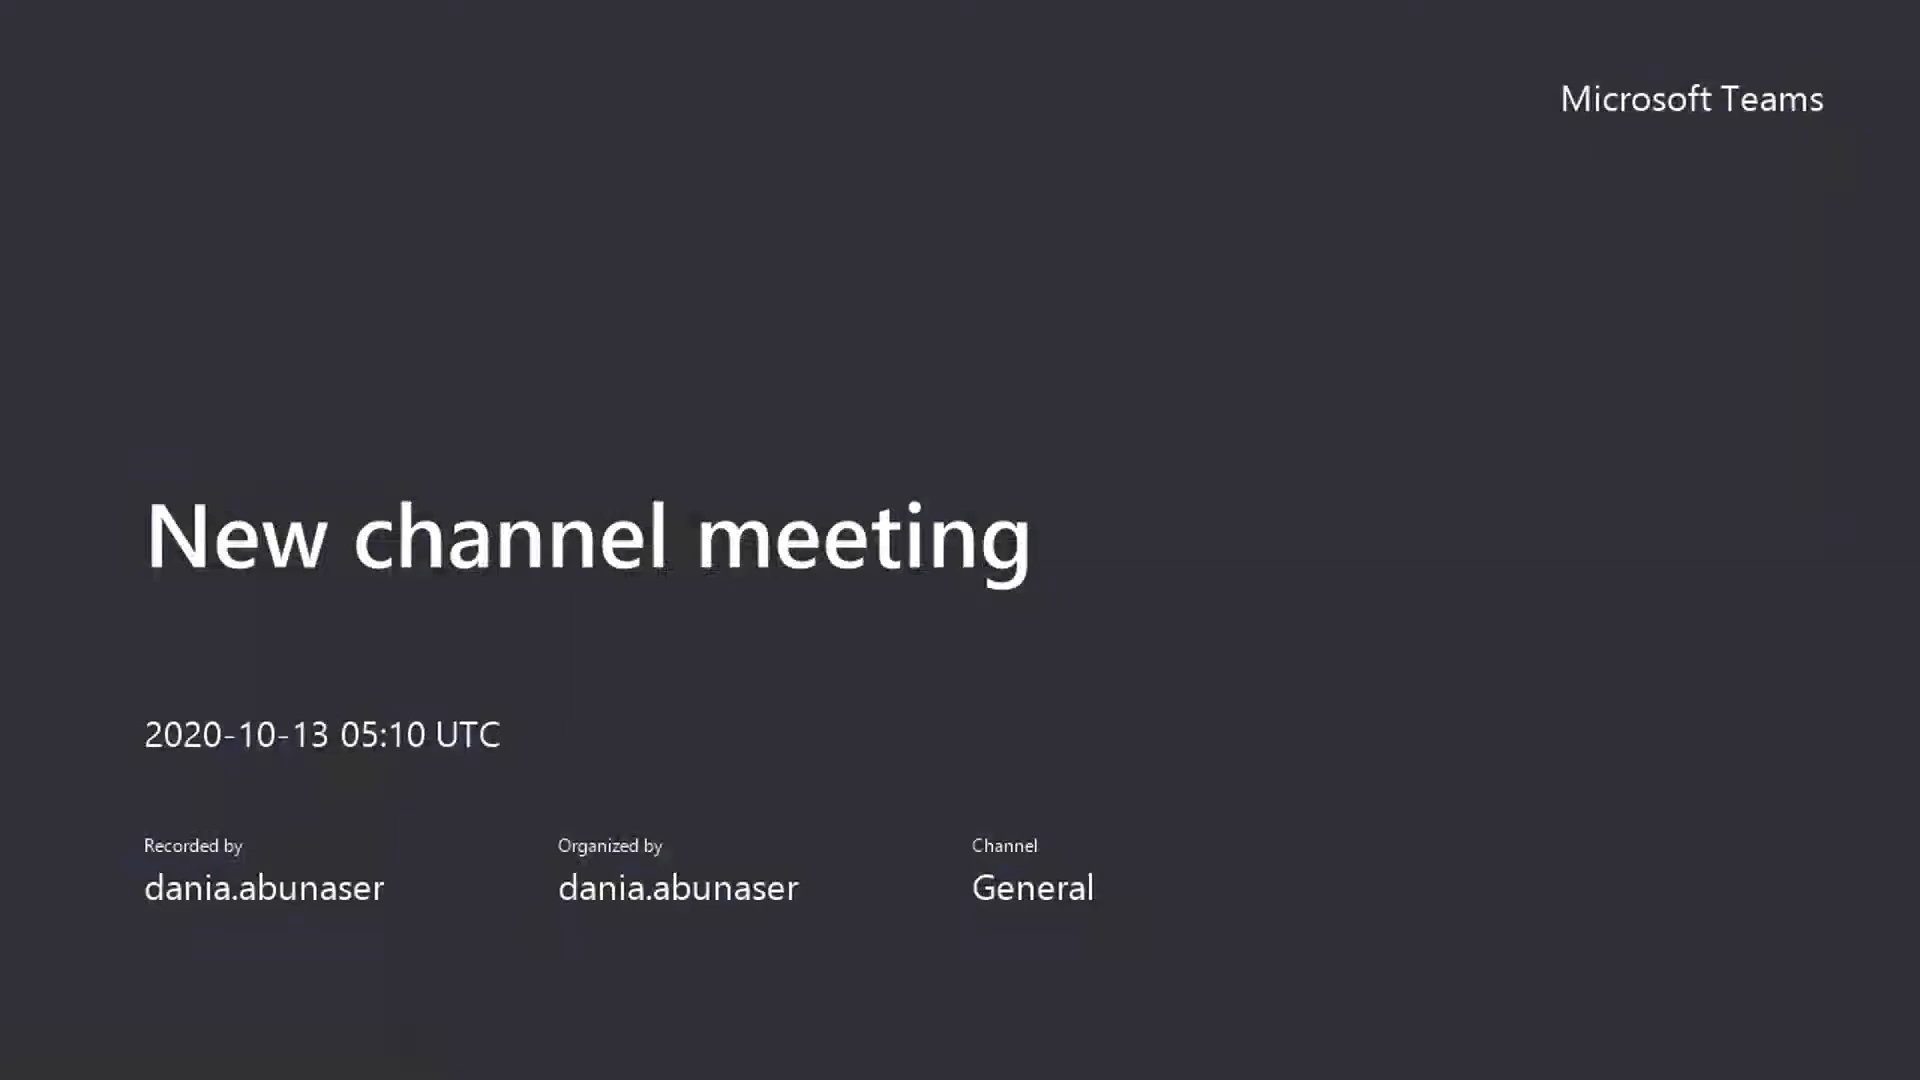 Microsoft Teams
New channel meeting
2020-10-13 05:10 UTC
Recorded by
dania.abunaser
Organized by
dania.abunaser
Channel
General